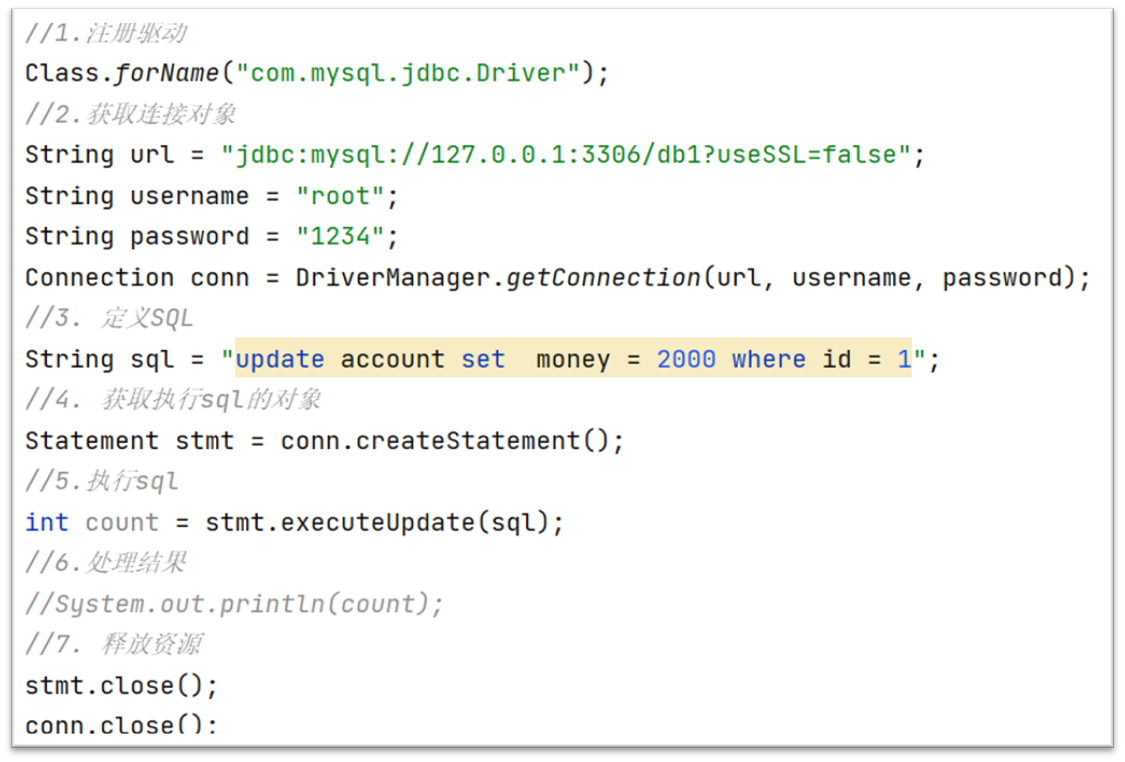 //1.注册驱动
Class.forName("com.mysql.jdbc.Driver");
//2.获取连接对象
String url = "jdbc:mysql://127.0.0.1:3306/db1?useSSL=false";
String username = "root";
String password = "1234";
Connection conn = DriverManager.getConnection(url, username, password);
//3. 定义SQL
String sql = "update account set  money = 2000 where id = 1";
//4. 获取执行sql的对象
Statement stmt = conn.createStatement();
//5.执行sql
int count = stmt.executeUpdate(sql);
//6.处理结果
//System.out.println(count);
//7. 释放资源
stmt.close();
conn.close();